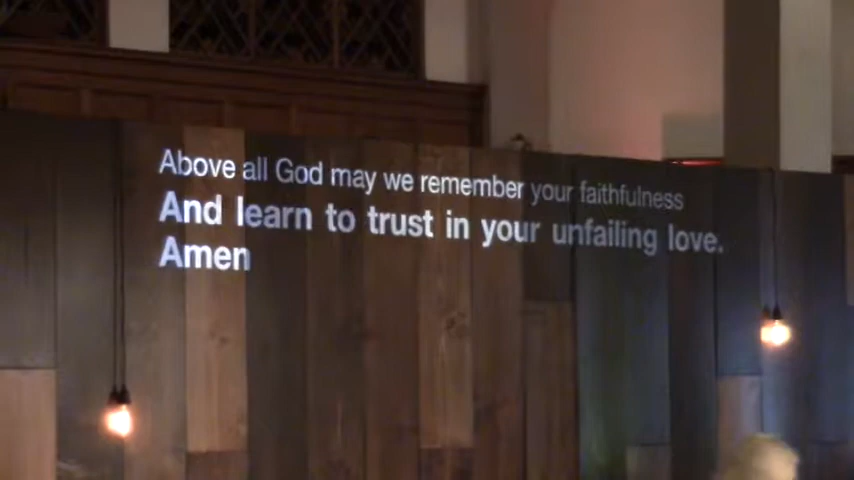 Above all God may we remember your faithfulness
And learn to trust in your unfailing love.
Amen